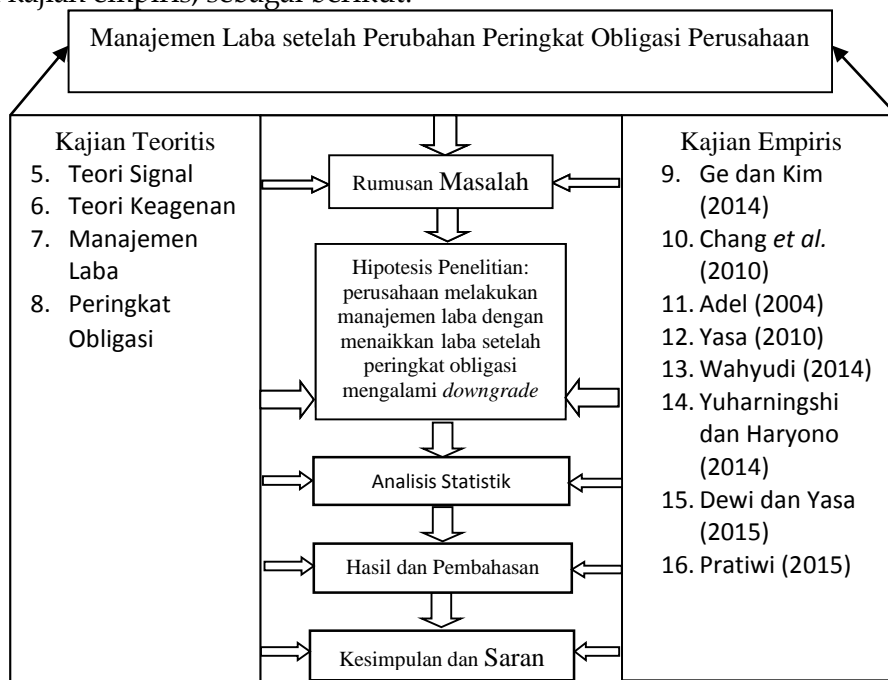 kajian empiris, sebagai berikut:
Manajemen Laba setelah Perubahan Peringkat Obligasi Perusahaan
Kajian Teoritis
5. Teori Signal
6. Teori Keagenan
7. Manajemen
Laba
8. Peringkat
Obligasi
Rumusan Masalah
Hipotesis Penelitian:
perusahaan melakukan
manajemen laba dengan
menaikkan laba setelah
peringkat obligasi
mengalami downgrade
Analisis Statistik
Hasil dan Pembahasan
Kesimpulan dan Saran
Kajian Empiris
9. Ge dan Kim
(2014)
10. Chang et al.
(2010)
11. Adel (2004)
12. Yasa (2010)
13. Wahyudi (2014)
14. Yuharningshi
dan Haryono
(2014)
15. Dewi dan Yasa
(2015)
16. Pratiwi (2015)